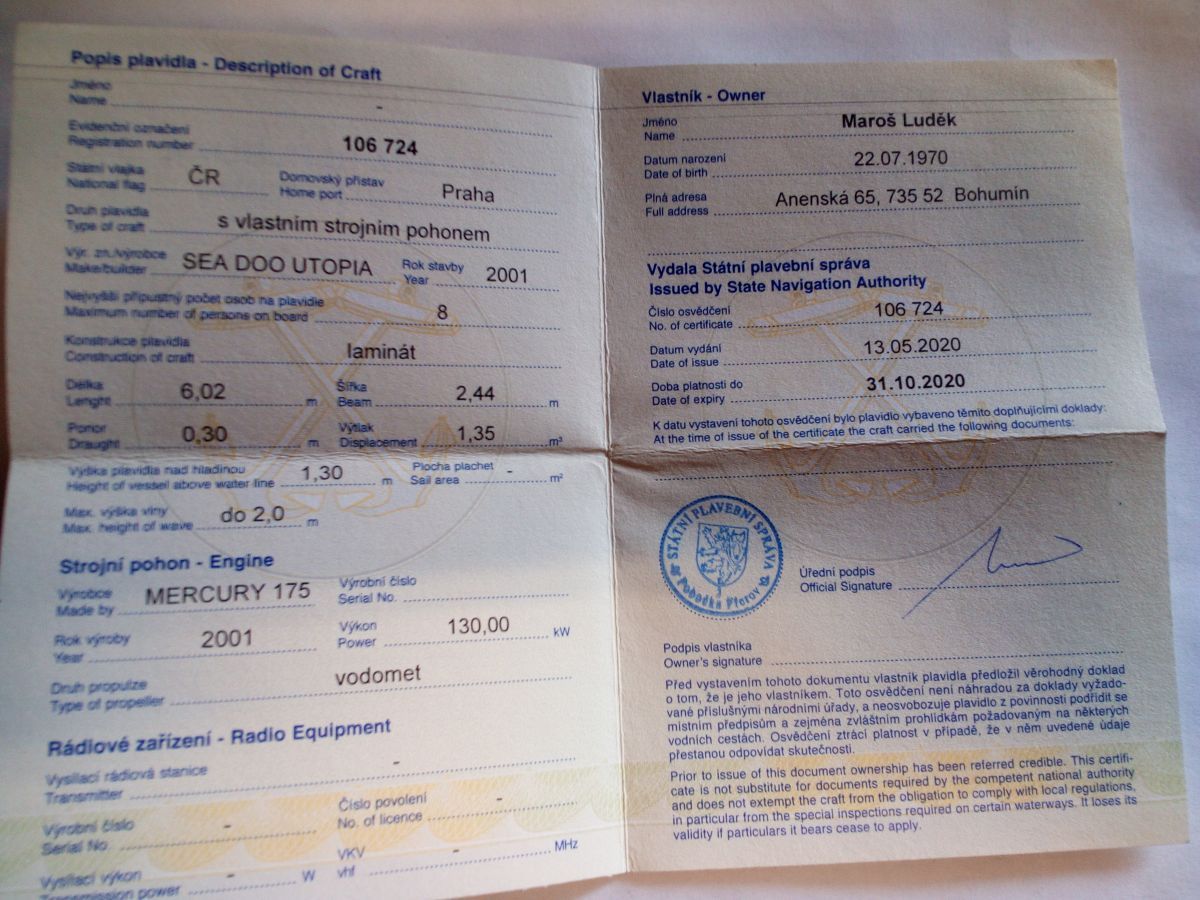 Popis plavidla - Description of Craft
Jméno
Name -
Evidenční označení
Registration number 106 724
Státní vlajka
National flag ČR
Domovský přístav
Home port Praha
Druh plavidla
Type of craft s vlastním strojním pohonem
Výr. zn./výrobce
Make/builder SEA DOO UTOPIA
Rok stavby
Year 2001
Nejvyšší přípustný počet osob na plavidle
Maximum number of persons on board 8
Konstrukce plavidla
Construction of craft laminát
Délka
Lenght 6,02 m
Šířka
Beam 2,44 m
Ponor
Draught 0,30 m
Výtlak
Displacement 1,35 m³
Výška plavidla nad hladinou
Height of vessel above water line 1,30 m
Plocha plachet
Sail area - m²
Max. výška vlny
Max. height of wave do 2,0 m
Strojní pohon - Engine
Výrobce
Made by MERCURY 175
Výrobní číslo
Serial No.
Rok výroby
Year 2001
Výkon
Power 130,00 kW
Druh propulze
Type of propeller vodomet
Rádiové zařízení - Radio Equipment
Vysílací rádiová stanice
Transmitter -
Výrobní číslo
Serial No. -
Číslo povolení
No. of licence -
Vysílací výkon
Transmission power - W
VKV
vhf - MHz
Vlastník - Owner
Jméno
Name Maroš Luděk
Datum narození
Date of birth 22.07.1970
Plná adresa
Full address Anenská 65, 735 52 Bohumín
Vydala Státní plavební správa
Issued by State Navigation Authority
Číslo osvědčení
No. of certificate 106 724
Datum vydání
Date of issue 13.05.2020
Doba platnosti do
Date of expiry 31.10.2020
K datu vystavení tohoto osvědčení bylo plavidlo vybaveno těmito doplňujícími doklady:
At the time of issue of the certificate the craft carried the following documents:
STÁTNÍ PLAVEBNÍ SPRÁVA
Pobočka Přerov
Úřední podpis
Official Signature
Podpis vlastníka
Owner's signature
Před vystavením tohoto dokumentu vlastník plavidla předložil věrohodný doklad
o tom, že je jeho vlastníkem. Toto osvědčení není náhradou za doklady vyžado-
vané příslušnými národními úřady, a neosvobozuje plavidlo z povinnosti podřídit se
místním předpisům a zejména zvláštním prohlídkám požadovaným na některých
vodních cestách. Osvědčení ztrácí platnost v případě, že v něm uvedené údaje
přestanou odpovídat skutečnosti.
Prior to issue of this document ownership has been referred credible. This certifi-
cate is not substitute for documents required by the competent national authority
and does not extempt the craft from the obligation to comply with local regulations,
in particular from the special inspections required on certain waterways. It loses its
validity if particulars it bears cease to apply.